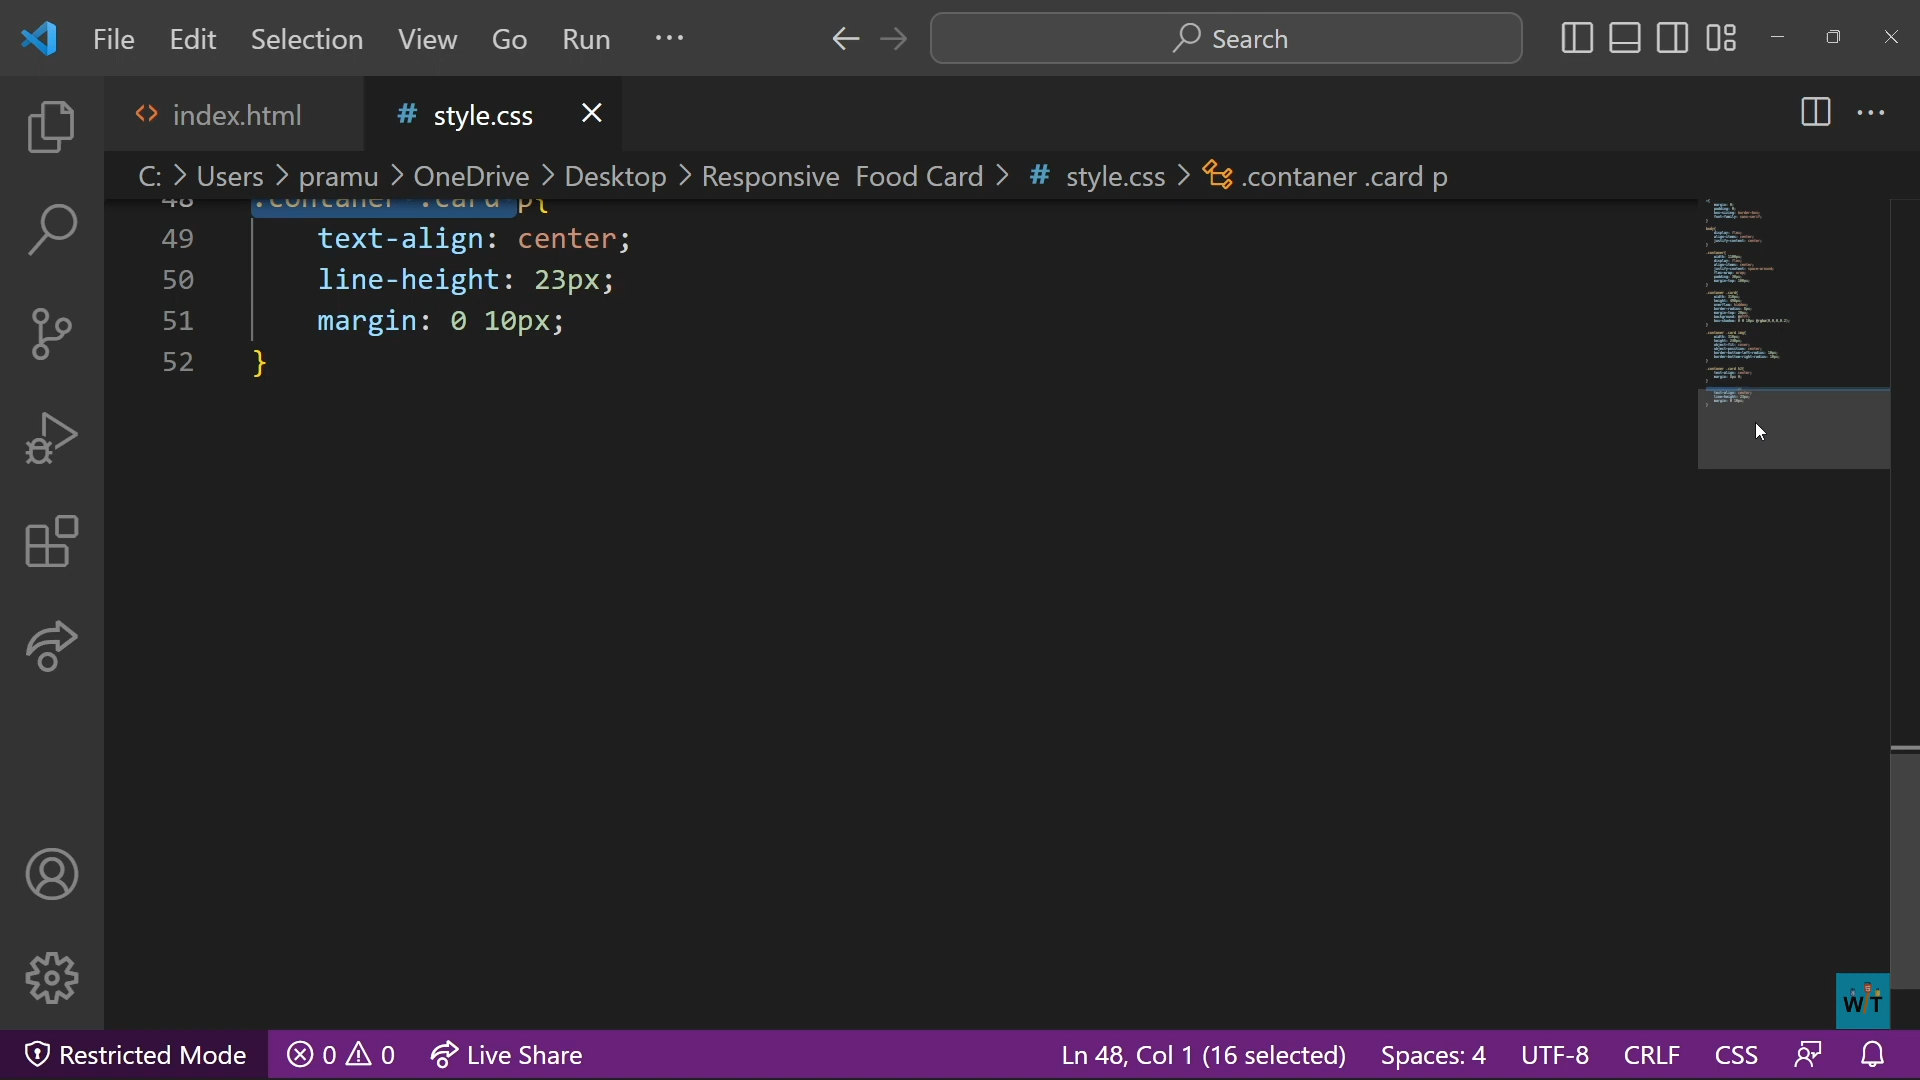 File Edit Selection View Go Run ··· Search
index.html # style.css
C: > Users > pramu > OneDrive > Desktop > Responsive Food Card > # style.css > .contaner .card p
48 .contaner .card p{
49 text-align: center;
50 line-height: 23px;
51 margin: 0 10px;
52 }
WT
Restricted Mode 0 0 Live Share Ln 48, Col 1 (16 selected) Spaces: 4 UTF-8 CRLF CSS